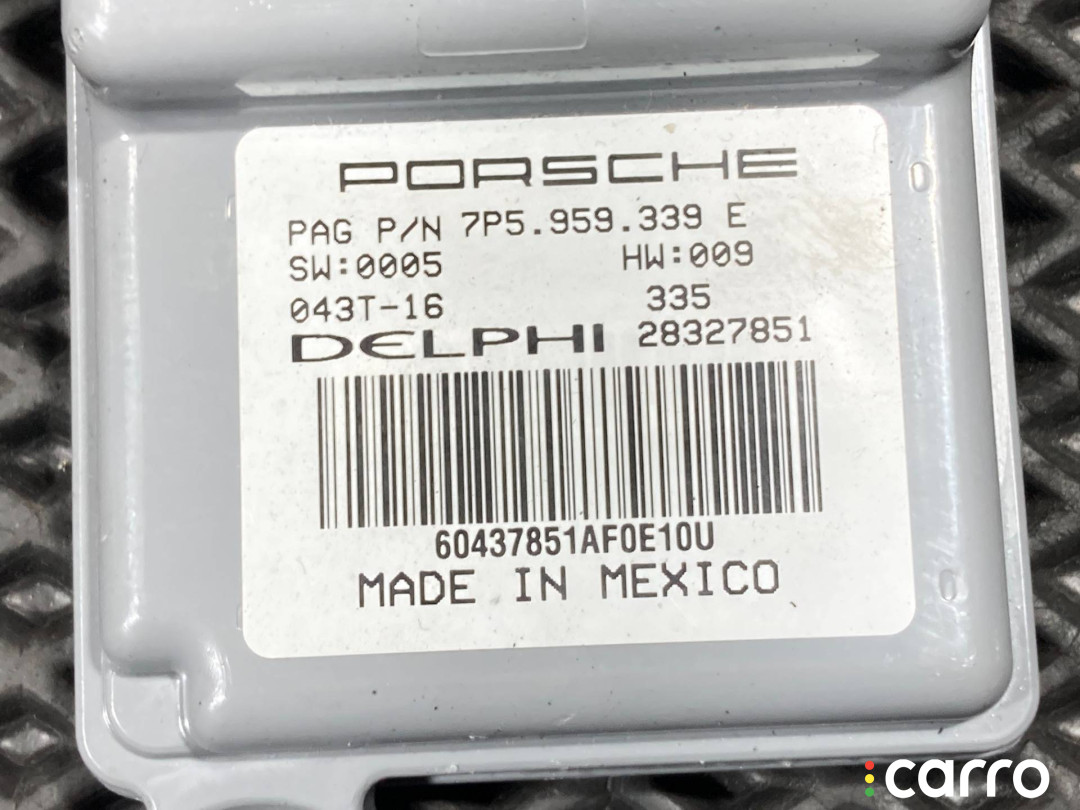 PORSCHE
PAG P/N 7P5.959.339 E
SW:0005 HW:009
043T-16 335
DELPHI 28327851
60437851AF0E10U
MADE IN MEXICO
carro